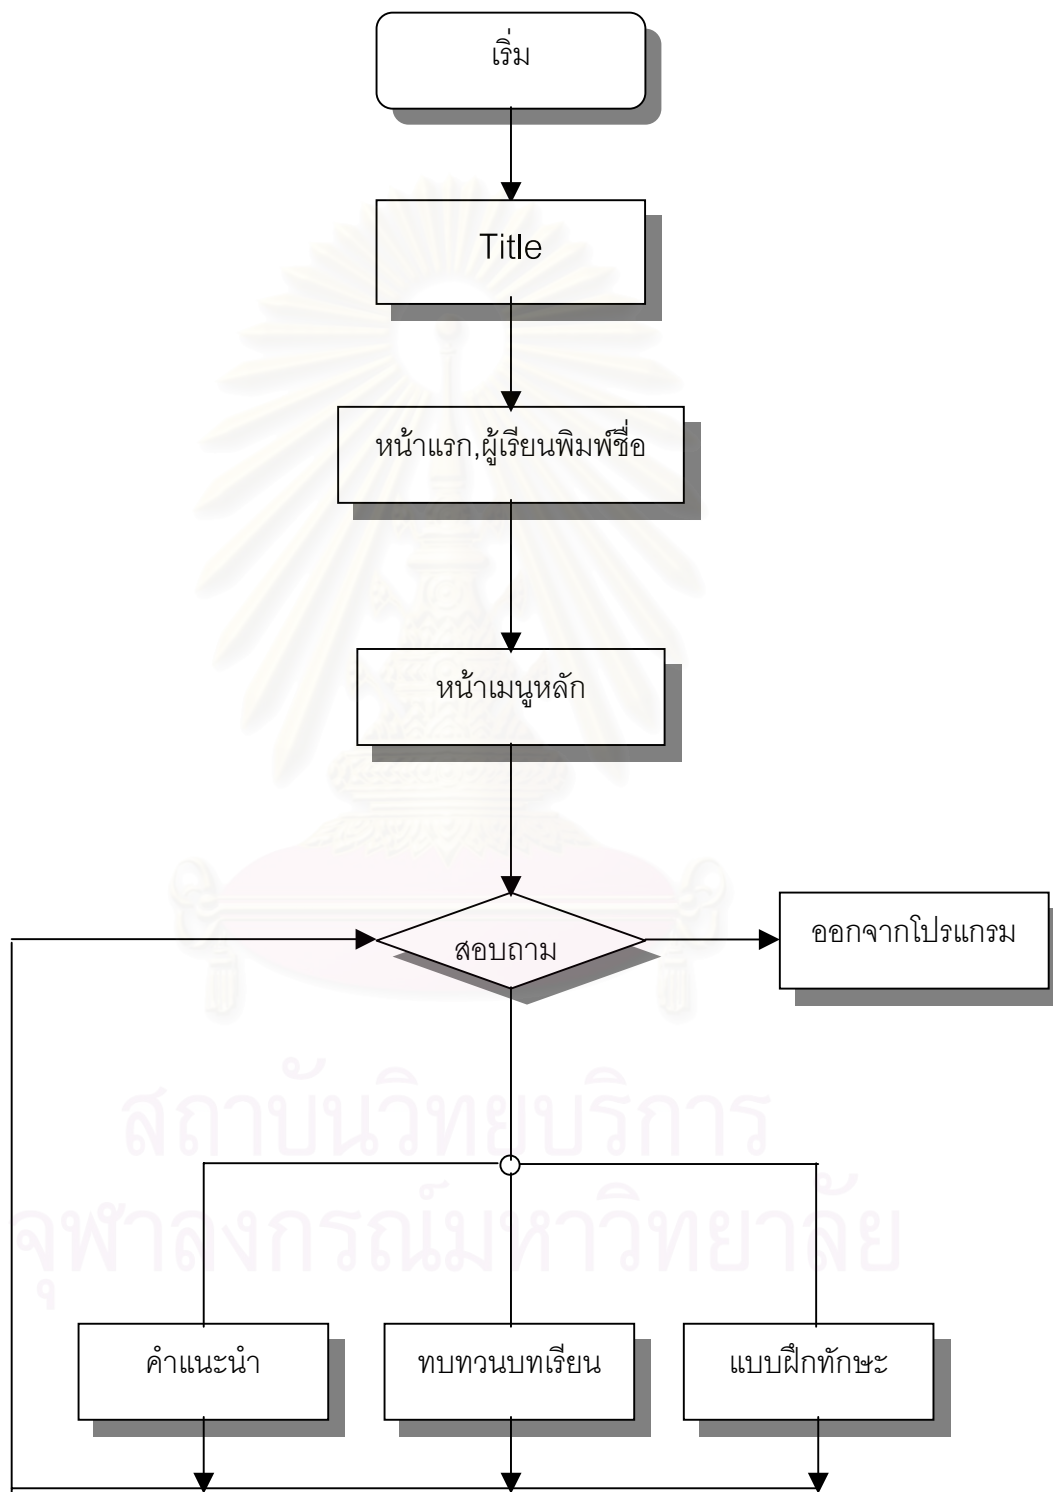 เริ่ม
Title
หน้าแรก,ผู้เรียนพิมพ์ชื่อ
หน้าเมนูหลัก
สอบถาม
ออกจากโปรแกรม
สถาบันวิทยบริการ
จุฬาลงกรณ์มหาวิทยาลัย
คำแนะนำ
ทบทวนบทเรียน
แบบฝึกทักษะ